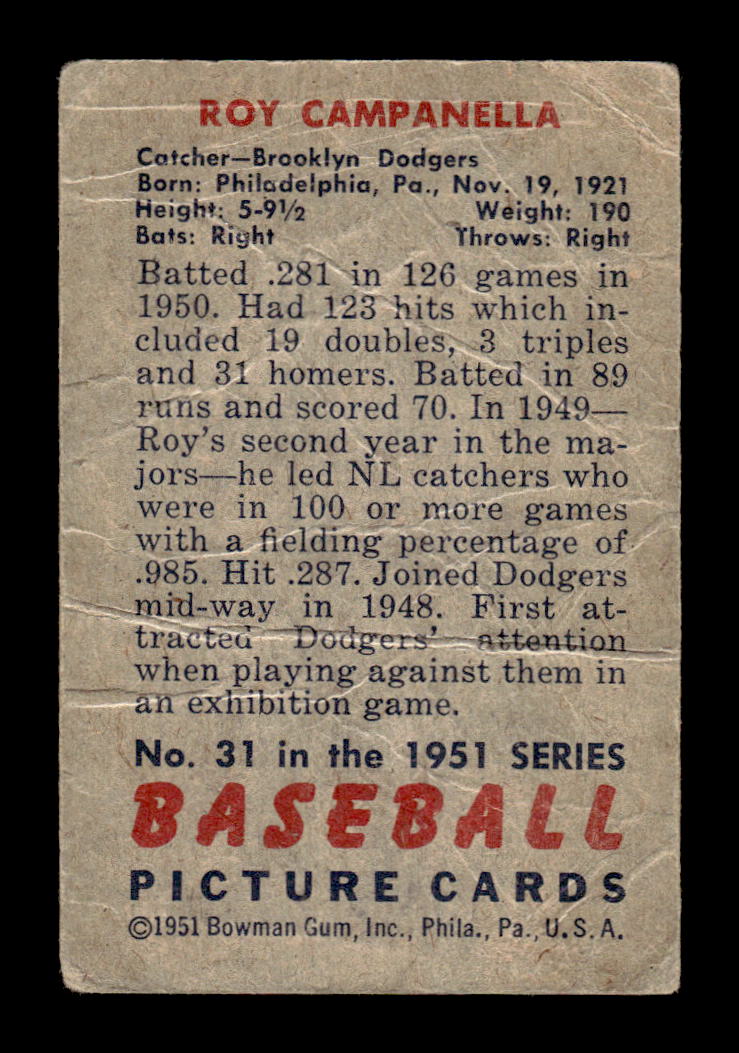 ROY CAMPANELLA
Catcher—Brooklyn Dodgers
Born: Philadelphia, Pa., Nov. 19, 1921
Height: 5-9½ Weight: 190
Bats: Right Throws: Right
Batted .281 in 126 games in
1950. Had 123 hits which in-
cluded 19 doubles, 3 triples
and 31 homers. Batted in 89
runs and scored 70. In 1949—
Roy's second year in the ma-
jors—he led NL catchers who
were in 100 or more games
with a fielding percentage of
.985. Hit .287. Joined Dodgers
mid-way in 1948. First at-
tracted Dodgers' attention
when playing against them in
an exhibition game.
No. 31 in the 1951 SERIES
BASEBALL
PICTURE CARDS
©1951 Bowman Gum, Inc., Phila., Pa., U.S.A.